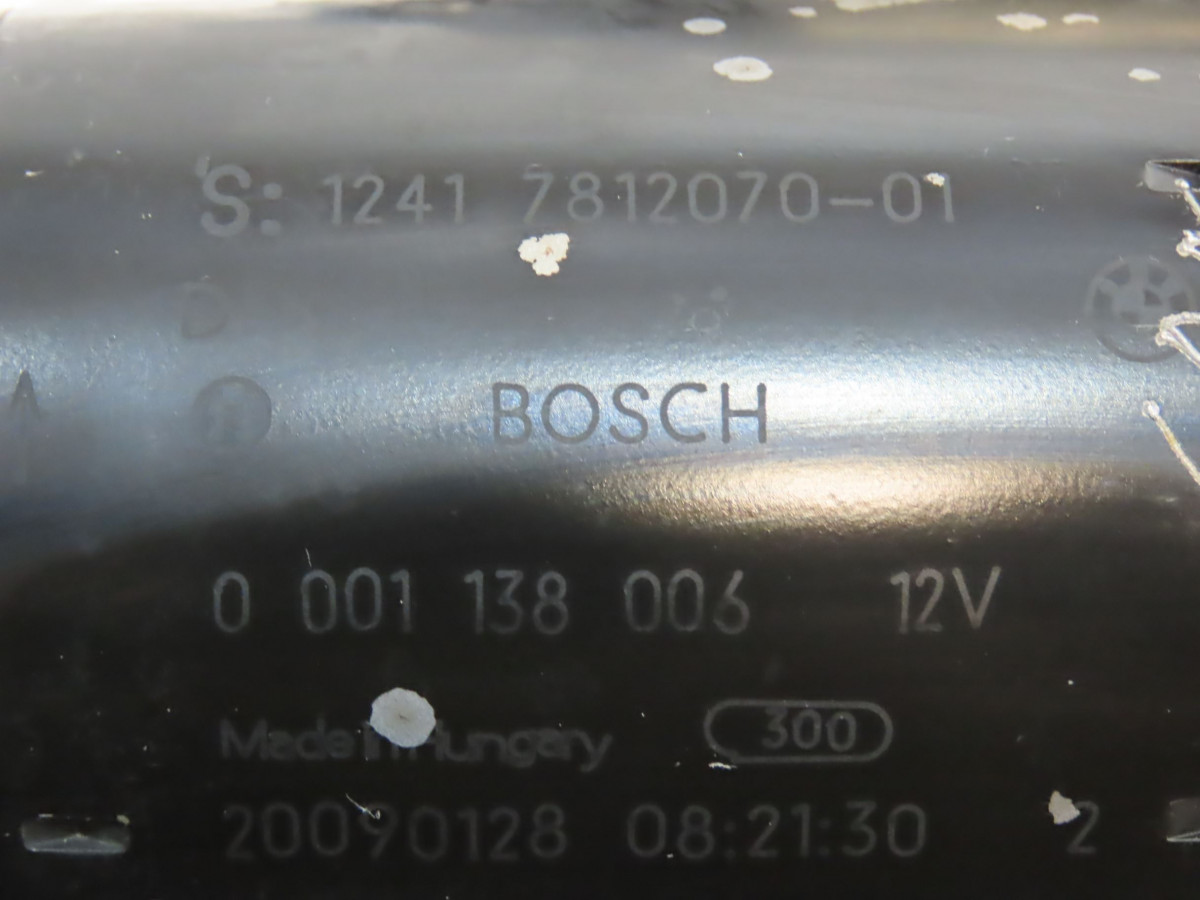 S: 1241 7812070-01
BOSCH
0 001 138 006 12V
Made in Hungary 300
20090128 08:21:30 2